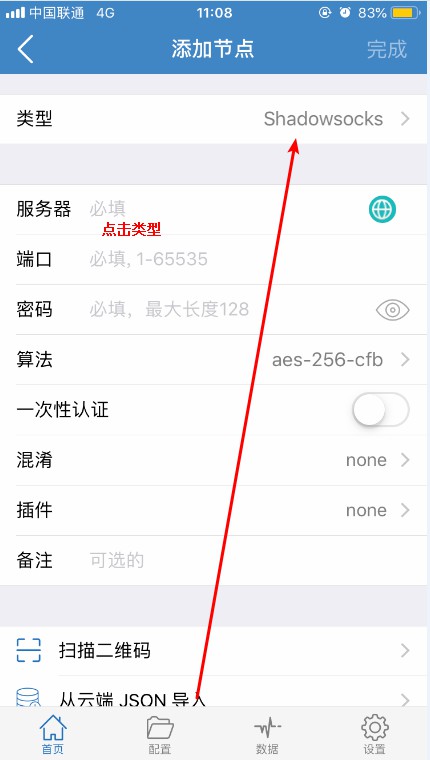 中国联通 4G 11:08 83%
添加节点 完成
类型 Shadowsocks
服务器 必填
点击类型
端口 必填, 1-65535
密码 必填，最大长度128
算法 aes-256-cfb
一次性认证
混淆 none
插件 none
备注 可选的
扫描二维码
从云端 JSON 导入
首页 配置 数据 设置